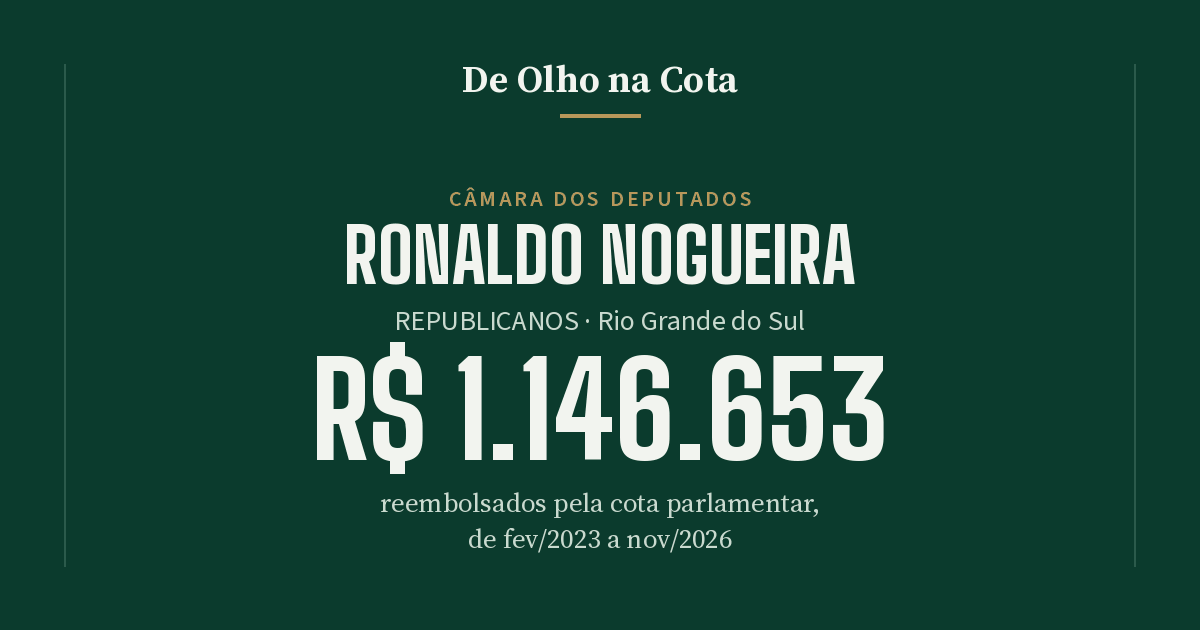 De Olho na Cota
CÂMARA DOS DEPUTADOS
RONALDO NOGUEIRA
REPUBLICANOS · Rio Grande do Sul
R$ 1.146.653
reembolsados pela cota parlamentar,
de fev/2023 a nov/2026